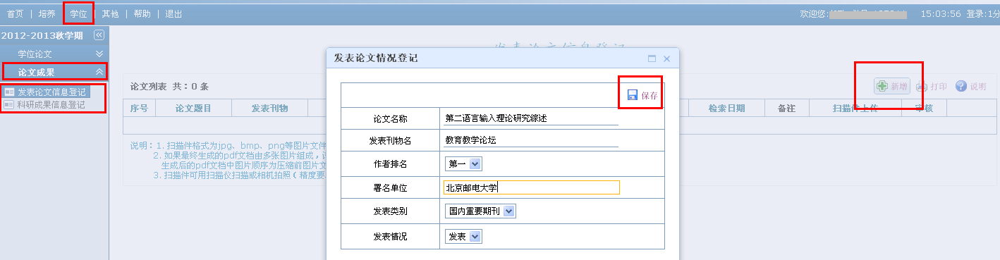 首页 | 培养 | 学位 | 其他 | 帮助 | 退出
欢迎您: 15:03:56 登录:1分
2012-2013秋学期
学位论文
论文成果
发表论文信息登记
科研成果信息登记
发表论文信息登记
论文列表 共：0 条
新增 打印 说明
序号 论文题目 发表刊物 检索日期 备注 扫描件上传 审核
说明：1. 扫描件格式为jpg、bmp、png等图片文件
2. 如果最终生成的pdf文档由多张图片组成，
生成后的pdf文档中图片顺序为压缩前图片文
3. 扫描件可用扫描仪扫描或相机拍照（精度要
发表论文情况登记
保存
论文名称 第二语言输入理论研究综述
发表刊物名 教育教学论坛
作者排名 第一
署名单位 北京邮电大学
发表类别 国内重要期刊
发表情况 发表